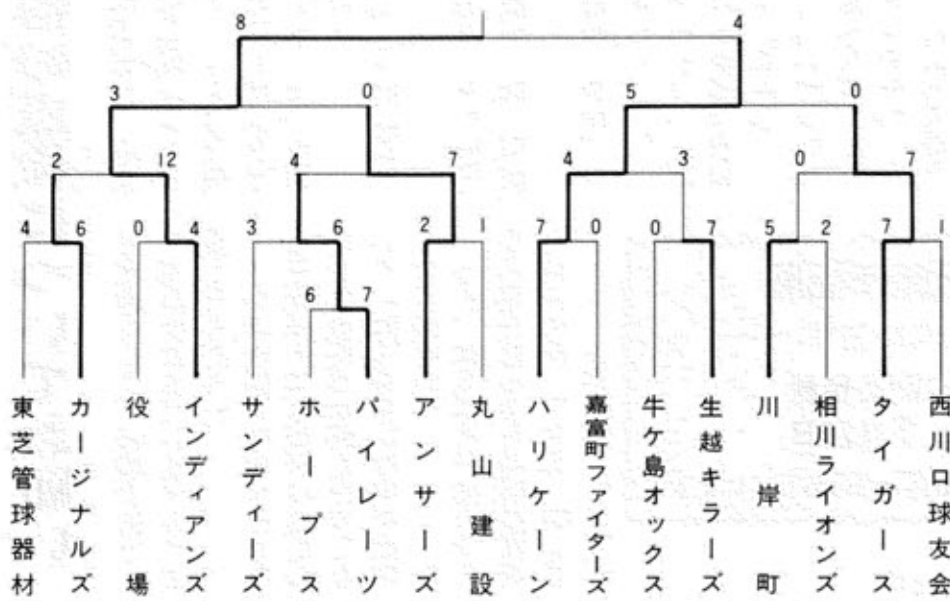 8 4
3 0 5 0
2 12 4 7 4 3 0 7
4 6 0 4 3 6 2 1 7 0 0 7 5 2 7 1
6 7
東芝管球器材
カージナルズ
役場
インディアンズ
サンディーズ
ホープス
パイレーツ
アンサーズ
丸山建設
ハリケーン
嘉富町ファイターズ
牛ケ島オックス
生越キラーズ
川岸町
相川ライオンズ
タイガース
西川口球友会